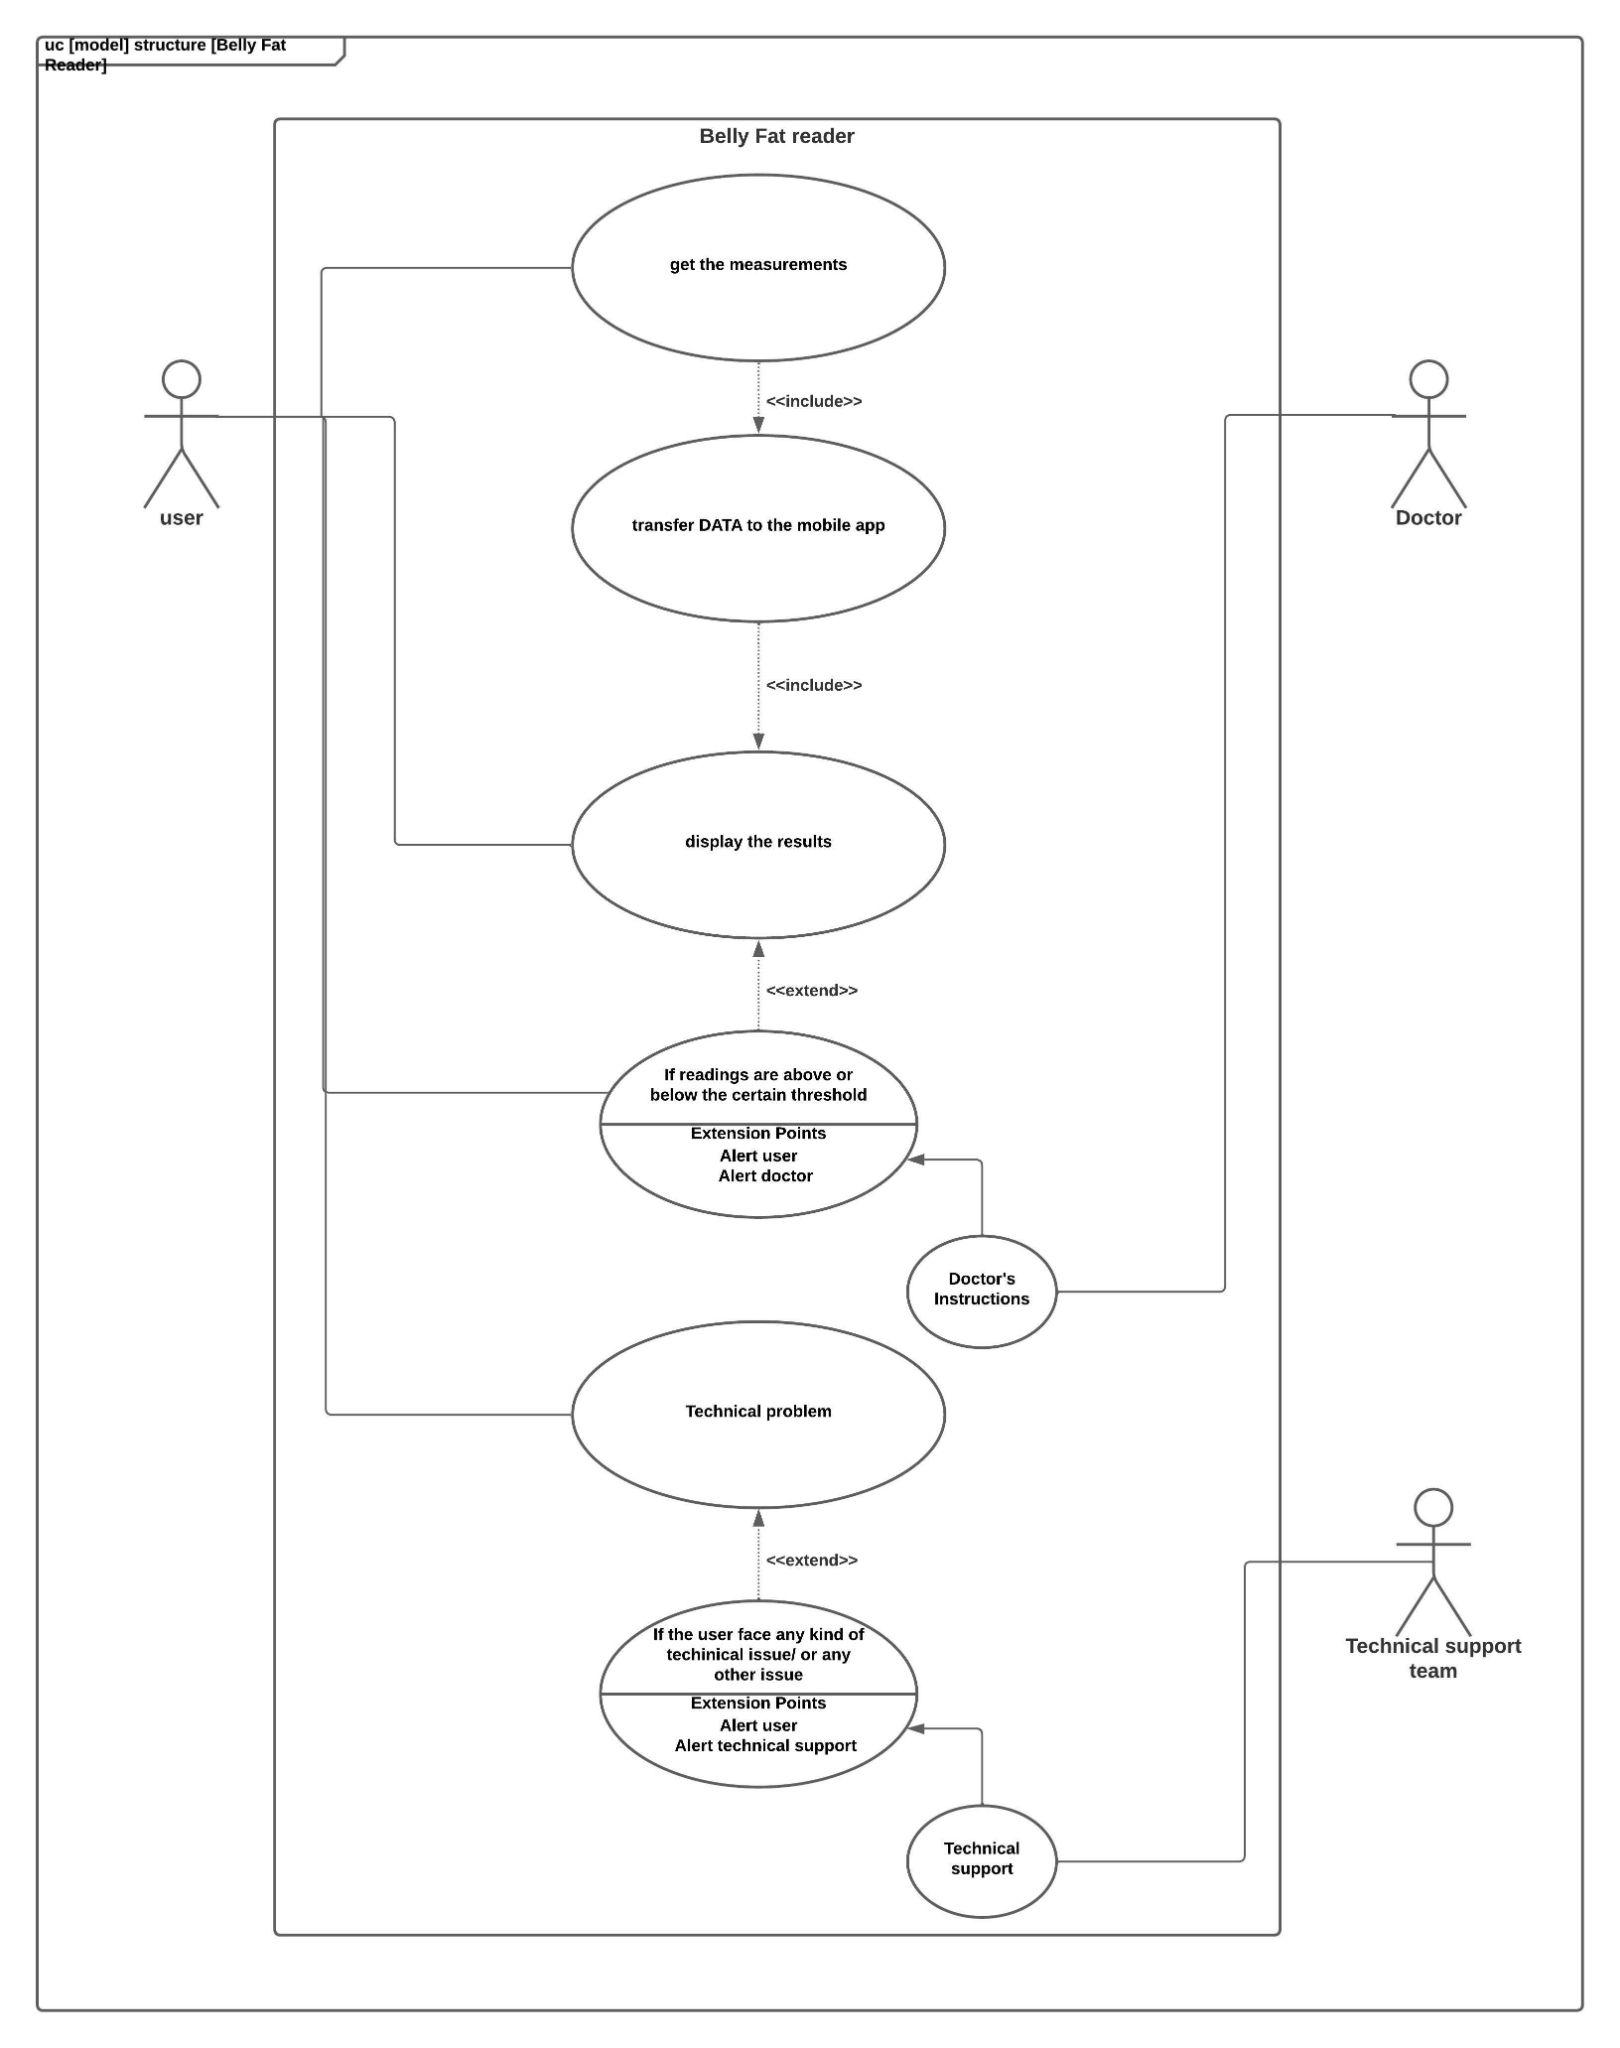 uc [model] structure [Belly Fat
Reader]
Belly Fat reader
get the measurements
<<include>>
user
Doctor
transfer DATA to the mobile app
<<include>>
display the results
<<extend>>
If readings are above or
below the certain threshold
Extension Points
Alert user
Alert doctor
Doctor's
Instructions
Technical problem
<<extend>>
If the user face any kind of
techinical issue/ or any
other issue
Extension Points
Alert user
Alert technical support
Technical support
team
Technical
support